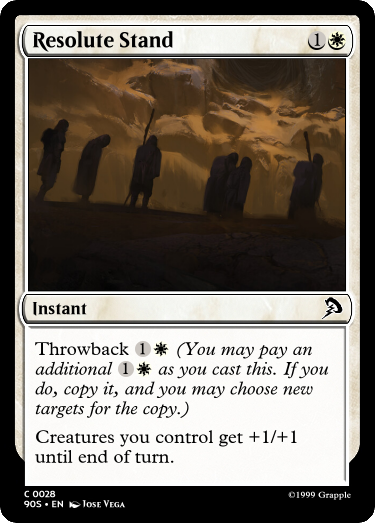 Resolute Stand 1
Instant
Throwback 1 (You may pay an
additional 1 as you cast this. If you
do, copy it, and you may choose new
targets for the copy.)
Creatures you control get +1/+1
until end of turn.
C 0028
90S • EN Jose Vega
©1999 Grapple